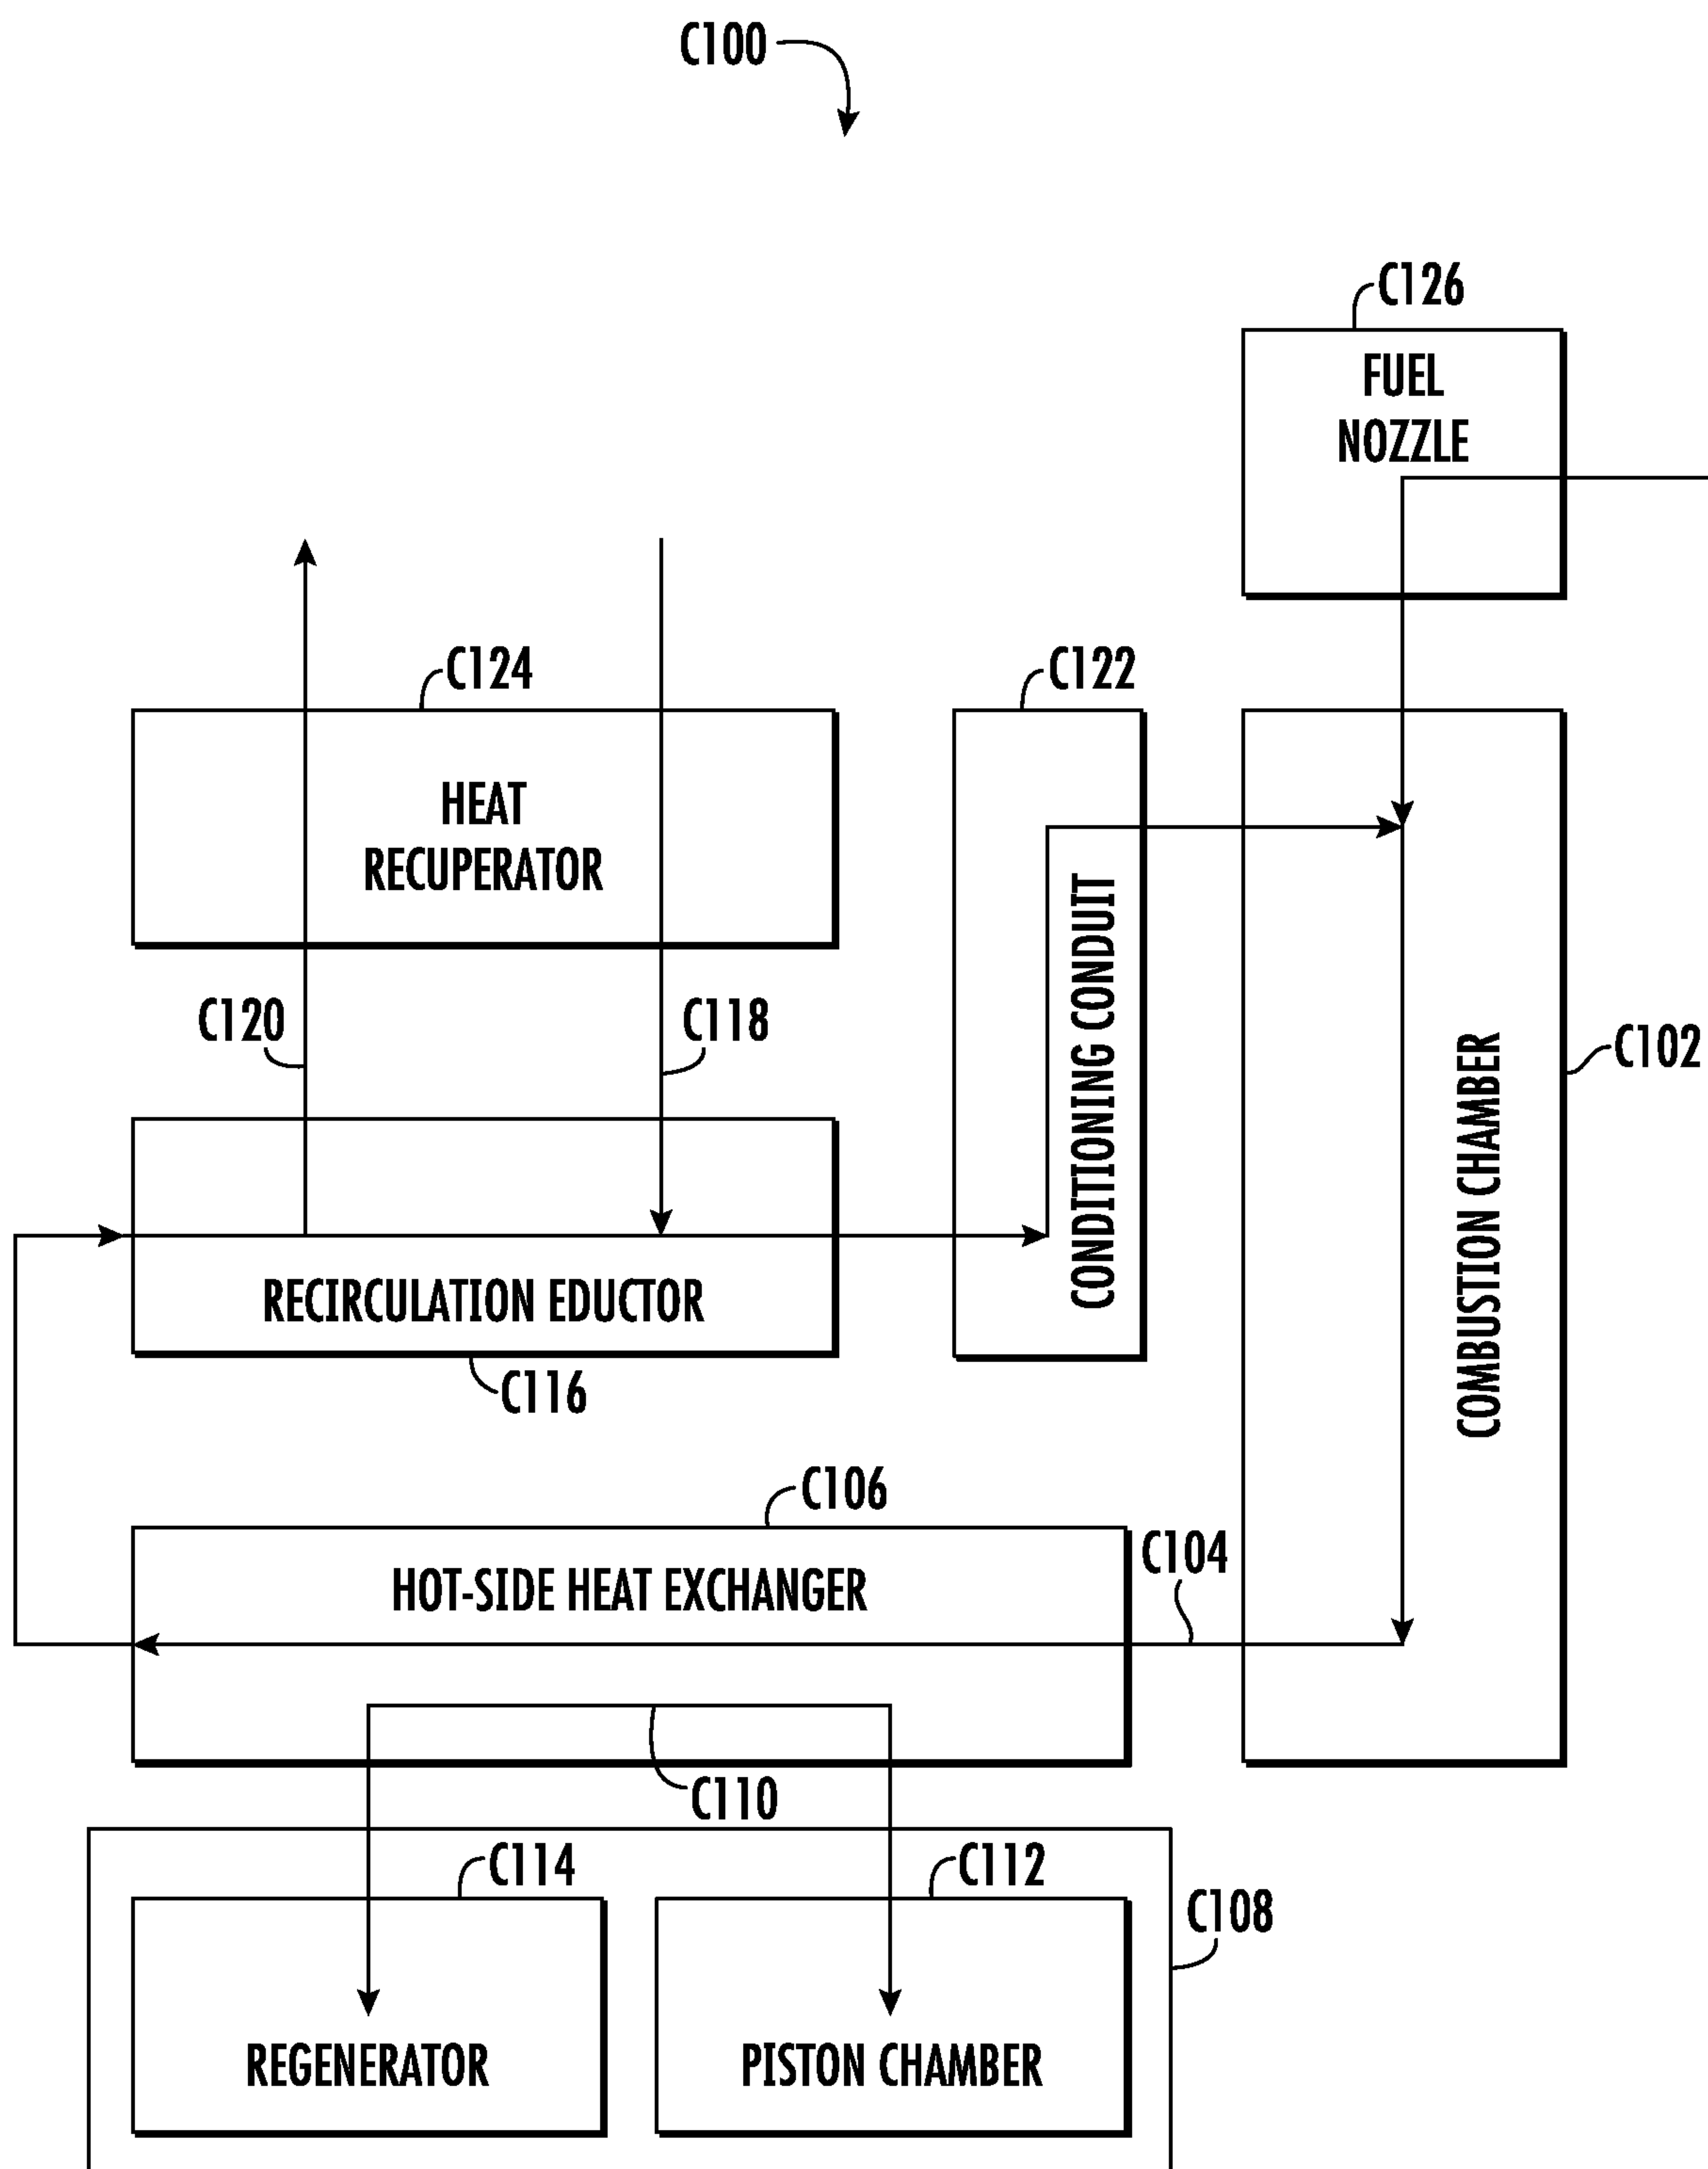 C100
C126
FUEL
NOZZLE
C124
C122
HEAT
RECUPERATOR
CONDITIONING CONDUIT
C120
C118
COMBUSTION CHAMBER
C102
RECIRCULATION EDUCTOR
C116
C106
C104
HOT-SIDE HEAT EXCHANGER
C110
C114
C112
C108
REGENERATOR
PISTON CHAMBER